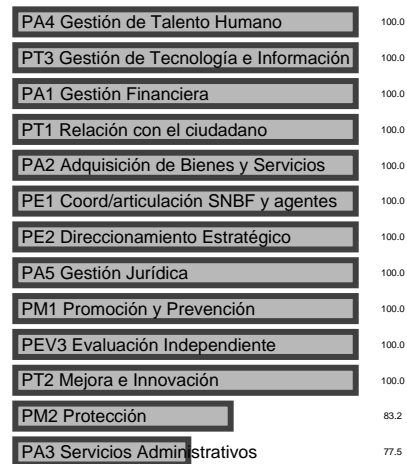 PA4 Gestión de Talento Humano 100.0
PT3 Gestión de Tecnología e Información 100.0
PA1 Gestión Financiera 100.0
PT1 Relación con el ciudadano 100.0
PA2 Adquisición de Bienes y Servicios 100.0
PE1 Coord/articulación SNBF y agentes 100.0
PE2 Direccionamiento Estratégico 100.0
PA5 Gestión Jurídica 100.0
PM1 Promoción y Prevención 100.0
PEV3 Evaluación Independiente 100.0
PT2 Mejora e Innovación 100.0
PM2 Protección 83.2
PA3 Servicios Administrativos 77.5